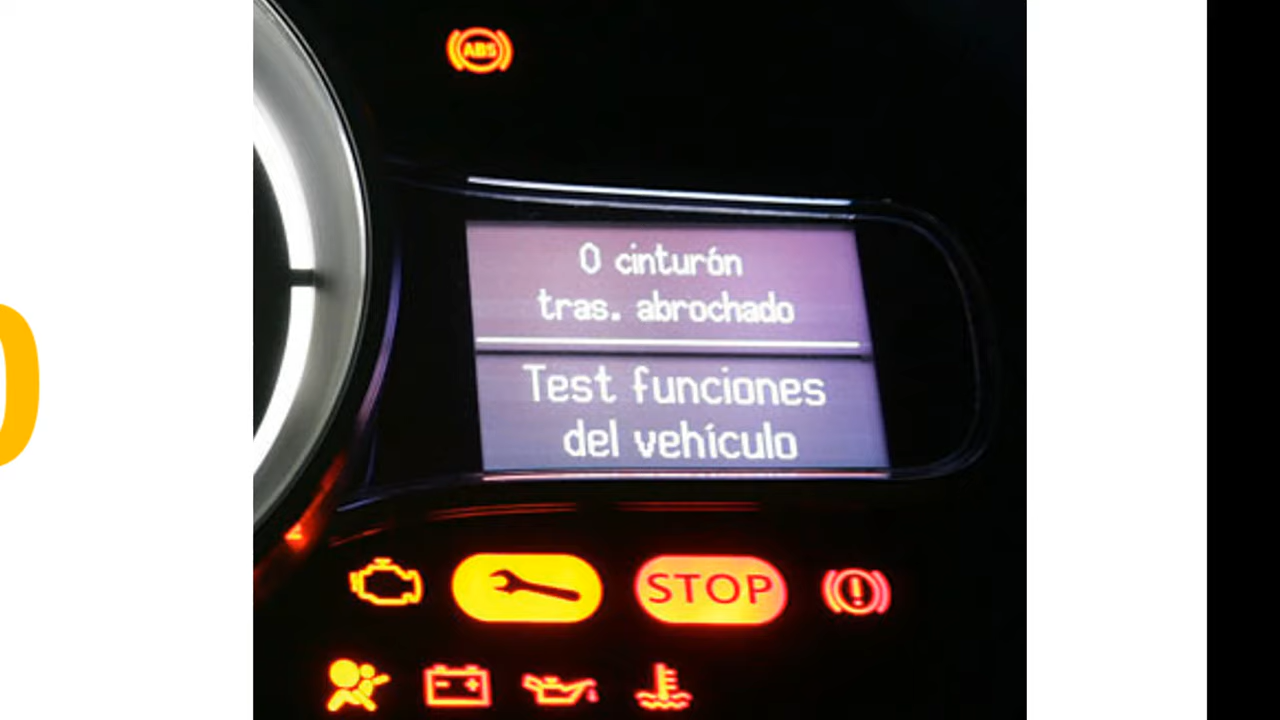 ABS
0 cinturón
tras. abrochado
Test funciones
del vehículo
STOP